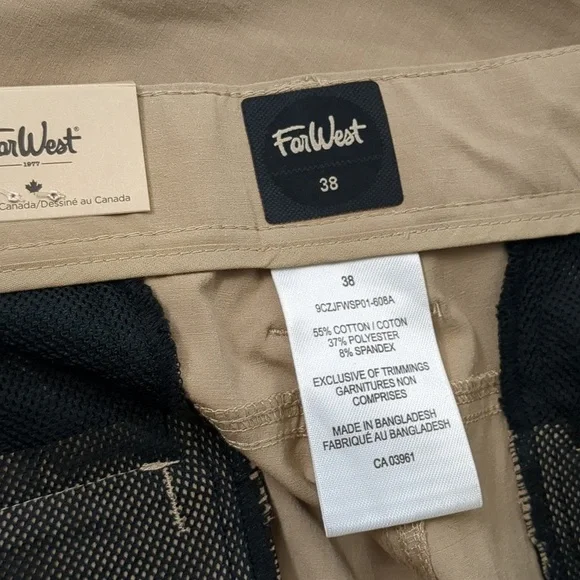 FarWest®
1977
Canada/Dessiné au Canada
FarWest
38
38
9CZJFWSP01-608A
55% COTTON / COTON
37% POLYESTER
8% SPANDEX
EXCLUSIVE OF TRIMMINGS
GARNITURES NON
COMPRISES
MADE IN BANGLADESH
FABRIQUÉ AU BANGLADESH
CA 03961